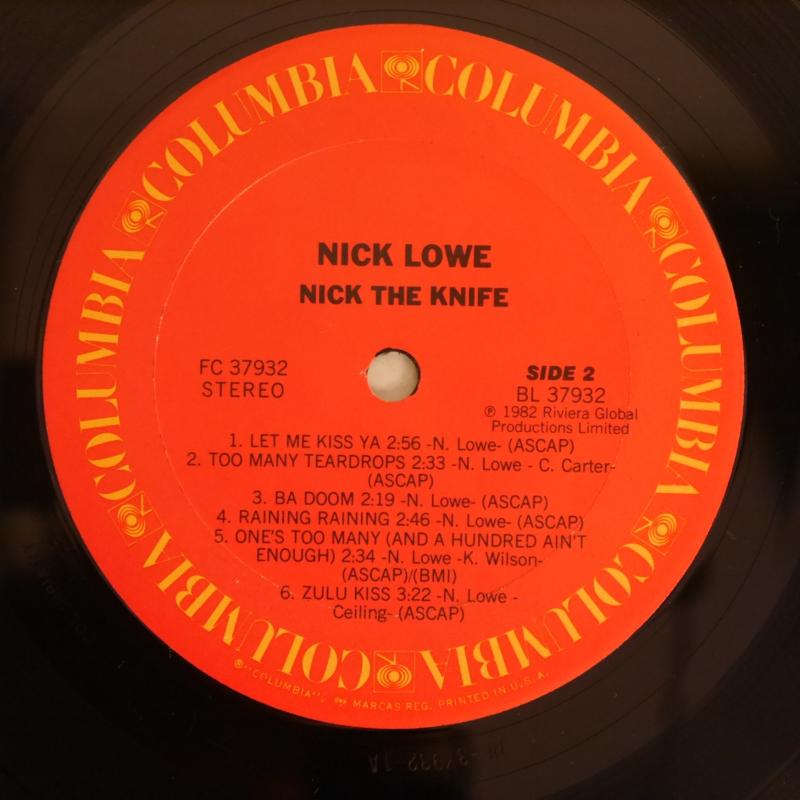 COLUMBIA COLUMBIA COLUMBIA COLUMBIA COLUMBIA COLUMBIA COLUMBIA COLUMBIA
NICK LOWE
NICK THE KNIFE
FC 37932
STEREO
SIDE 2
BL 37932
℗ 1982 Riviera Global
Productions Limited
1. LET ME KISS YA 2:56 -N. Lowe- (ASCAP)
2. TOO MANY TEARDROPS 2:33 -N. Lowe - C. Carter-
(ASCAP)
3. BA DOOM 2:19 -N. Lowe- (ASCAP)
4. RAINING RAINING 2:46 -N. Lowe- (ASCAP)
5. ONE'S TOO MANY (AND A HUNDRED AIN'T
ENOUGH) 2:34 -N. Lowe -K. Wilson-
(ASCAP)/(BMI)
6. ZULU KISS 3:22 -N. Lowe -
Ceiling- (ASCAP)
®"COLUMBIA", MARCAS REG. PRINTED IN U.S.A.